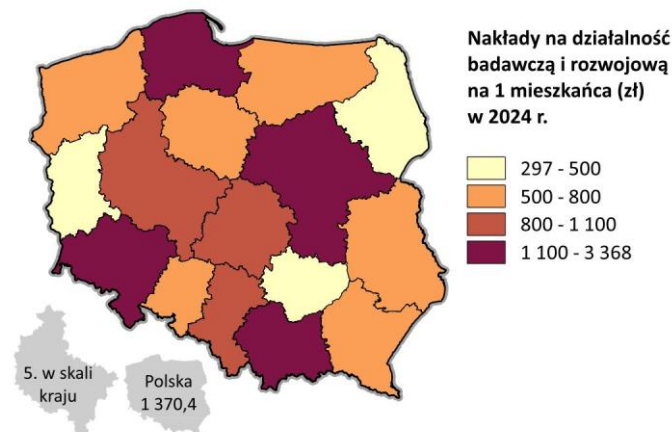 Nakłady na działalność
badawczą i rozwojową
na 1 mieszkańca (zł)
w 2024 r.
297 - 500
500 - 800
800 - 1 100
1 100 - 3 368
5. w skali
kraju
Polska
1 370,4